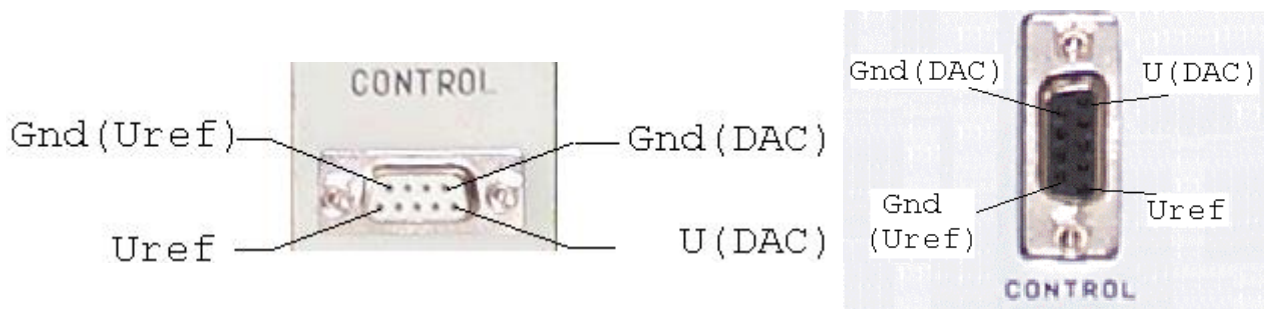 CONTROL
Gnd(Uref)
Gnd(DAC)
Uref
U(DAC)
Gnd(DAC)
U(DAC)
Gnd
(Uref)
Uref
CONTROL